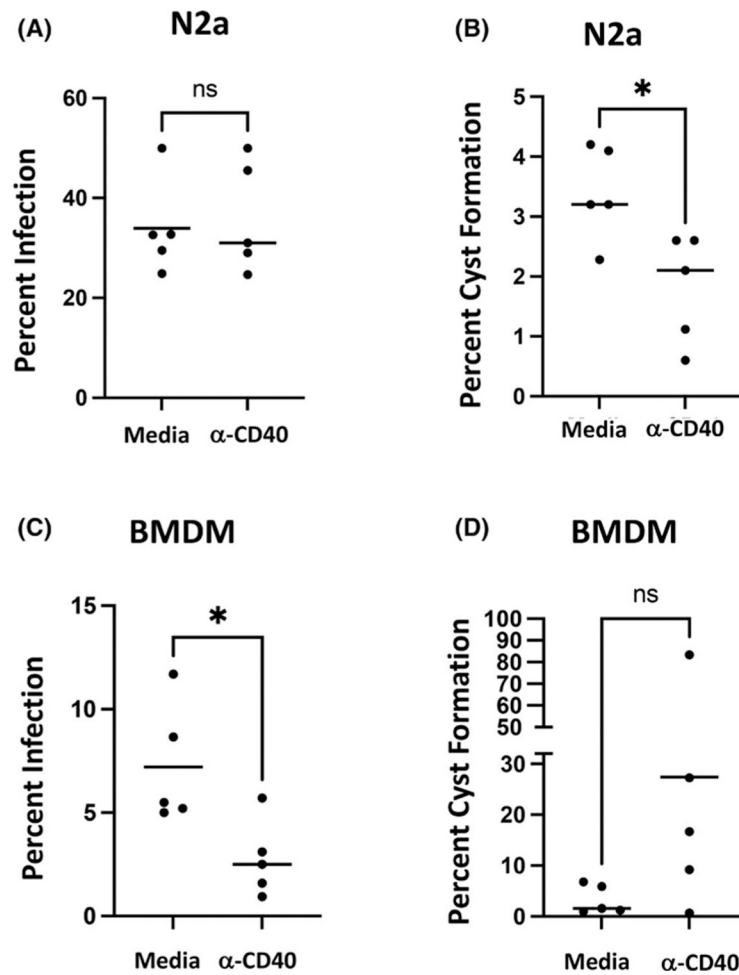 (A) N2a
ns
60
40
20
0
Percent Infection
Media α-CD40
(B) N2a
*
5
4
3
2
1
0
Percent Cyst Formation
Media α-CD40
(C) BMDM
*
15
10
5
0
Percent Infection
Media α-CD40
(D) BMDM
ns
100
90
80
70
60
50
30
20
10
0
Percent Cyst Formation
Media α-CD40